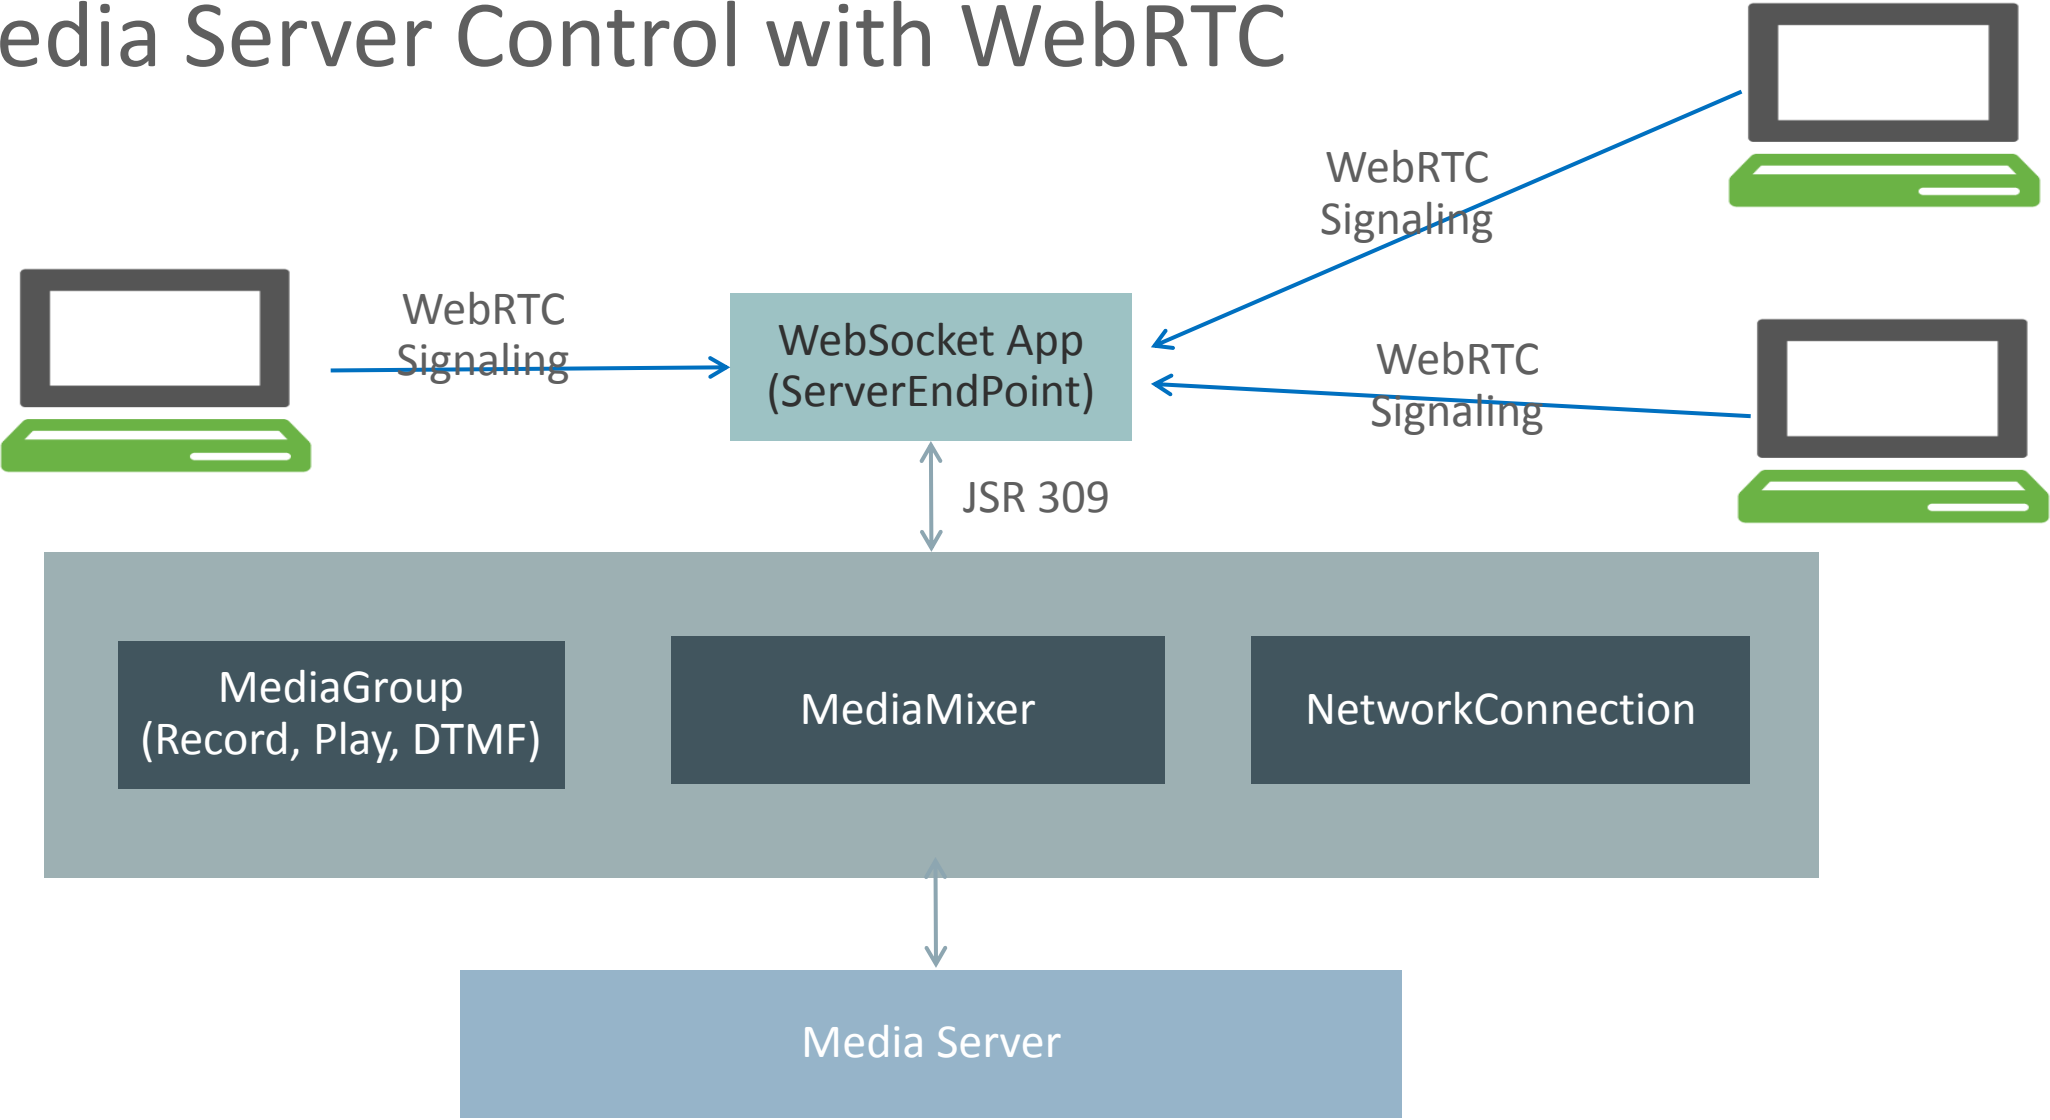 edia Server Control with WebRTC
WebRTC
Signaling
WebRTC
Signaling
WebSocket App
(ServerEndPoint)
WebRTC
Signaling
JSR 309
MediaGroup
(Record, Play, DTMF)
MediaMixer
NetworkConnection
Media Server